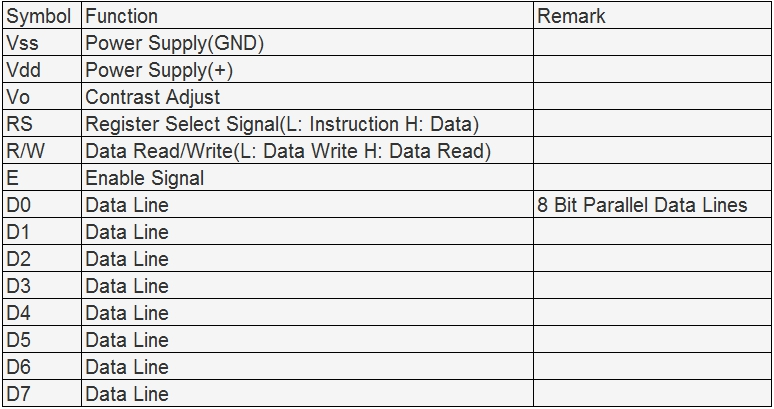 Symbol Function Remark
Vss Power Supply(GND)
Vdd Power Supply(+)
Vo Contrast Adjust
RS Register Select Signal(L: Instruction H: Data)
R/W Data Read/Write(L: Data Write H: Data Read)
E Enable Signal
D0 Data Line 8 Bit Parallel Data Lines
D1 Data Line
D2 Data Line
D3 Data Line
D4 Data Line
D5 Data Line
D6 Data Line
D7 Data Line